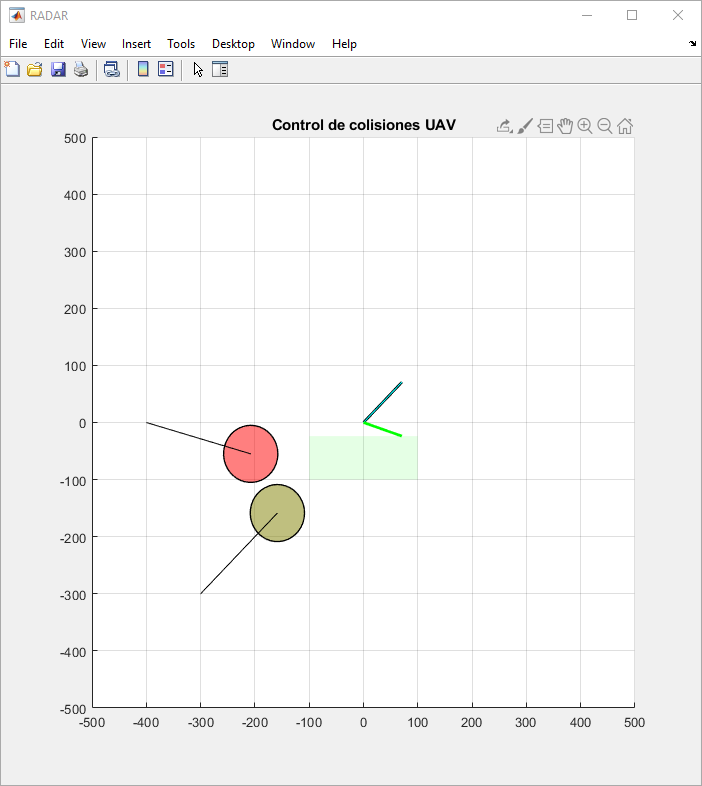 RADAR
File Edit View Insert Tools Desktop Window Help
Control de colisiones UAV
500
400
300
200
100
0
-100
-200
-300
-400
-500
-500 -400 -300 -200 -100 0 100 200 300 400 500